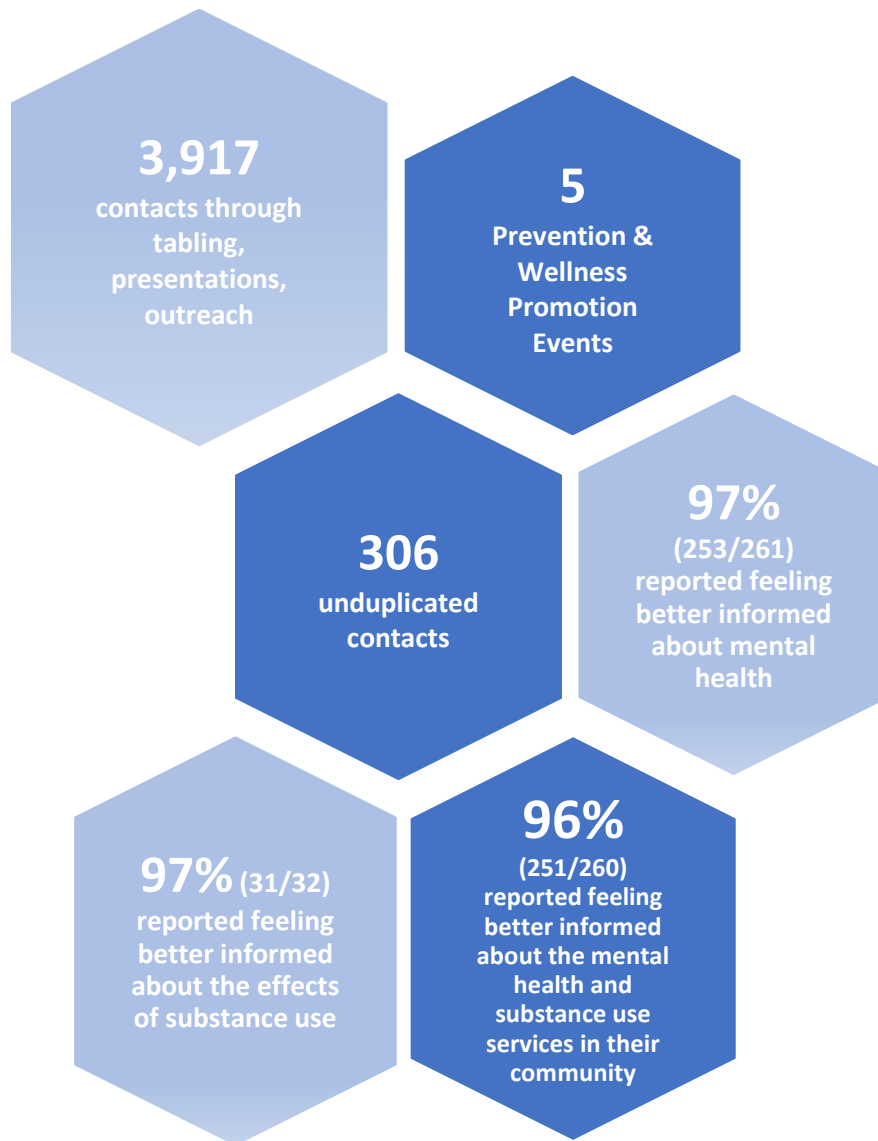 3,917
contacts through
tabling,
presentations,
outreach
5
Prevention &
Wellness
Promotion
Events
306
unduplicated
contacts
97%
(253/261)
reported feeling
better informed
about mental
health
97% (31/32)
reported feeling
better informed
about the effects
of substance use
96%
(251/260)
reported feeling
better informed
about the mental
health and
substance use
services in their
community